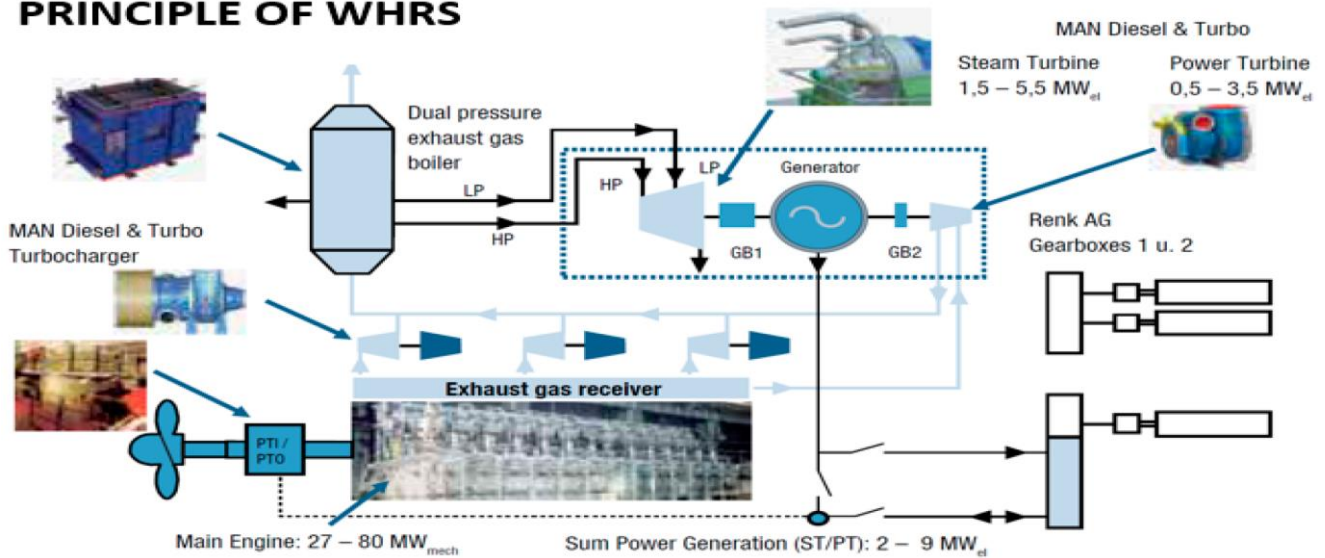 PRINCIPLE OF WHRS
MAN Diesel & Turbo
Steam Turbine
1,5 – 5,5 MWel
Power Turbine
0,5 – 3,5 MWel
Dual pressure
exhaust gas
boiler
LP
HP
HP
LP
Generator
GB1
GB2
Renk AG
Gearboxes 1 u. 2
MAN Diesel & Turbo
Turbocharger
Exhaust gas receiver
PTI /
PTO
Main Engine: 27 – 80 MWmech
Sum Power Generation (ST/PT): 2 – 9 MWel